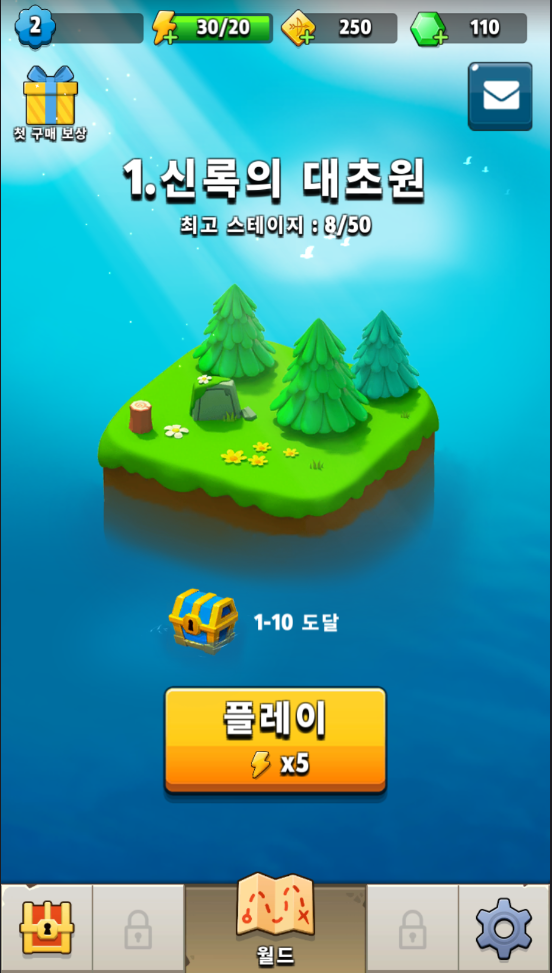 2
30/20
250
110
첫 구매 보상
1.신록의 대초원
최고 스테이지 : 8/50
1-10 도달
플레이
x5
월드